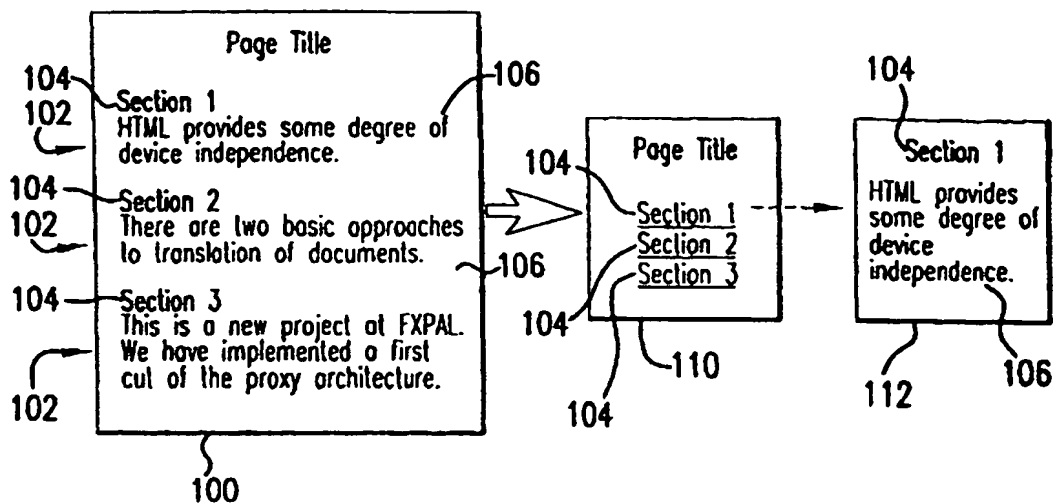 Page Title
104
Section 1
106
102
HTML provides some degree of
device independence.
104
Section 2
102
There are two basic approaches
to translation of documents.
106
104
Section 3
This is a new project at FXPAL.
We have implemented a first
102
cut of the proxy architecture.
100
Page Title
104
Section 1
Section 2
104
Section 3
104
110
104
Section 1
HTML provides
some degree of
device
independence.
106
112